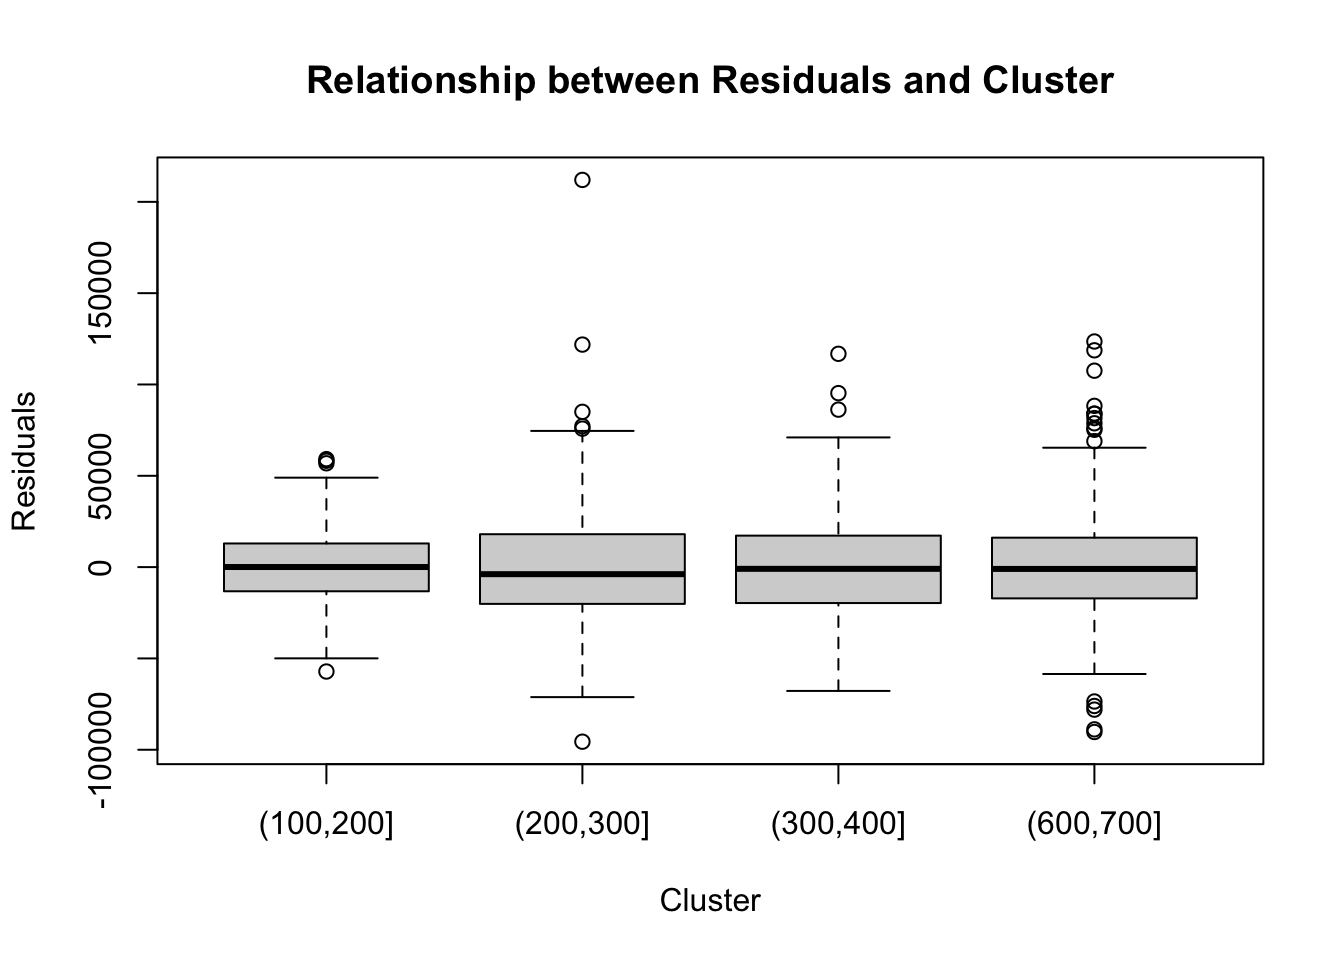 Relationship between Residuals and Cluster
Residuals
150000
50000
0
-100000
(100,200]
(200,300]
(300,400]
(600,700]
Cluster